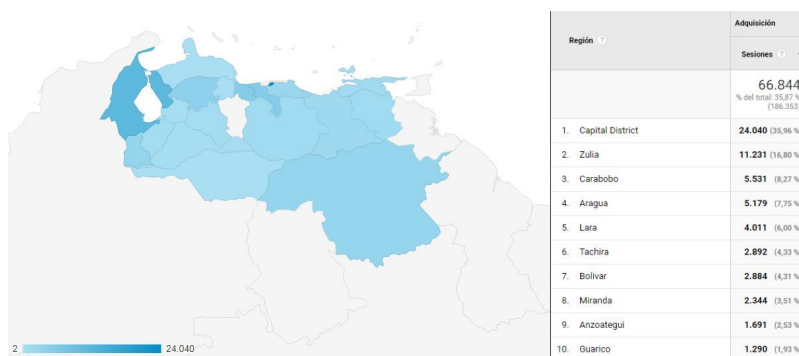 Región
Adquisición
Sesiones
66.844
% del total: 35,87 %
(186.353)
1. Capital District 24.040 (35,96 %
2. Zulia 11.231 (16,80 %
3. Carabobo 5.531 (8,27 %
4. Aragua 5.179 (7,75 %
5. Lara 4.011 (6,00 %
6. Tachira 2.892 (4,33 %
7. Bolivar 2.884 (4,31 %
8. Miranda 2.344 (3,51 %
9. Anzoategui 1.691 (2,53 %
10. Guarico 1.290 (1,93 %
2 24.040